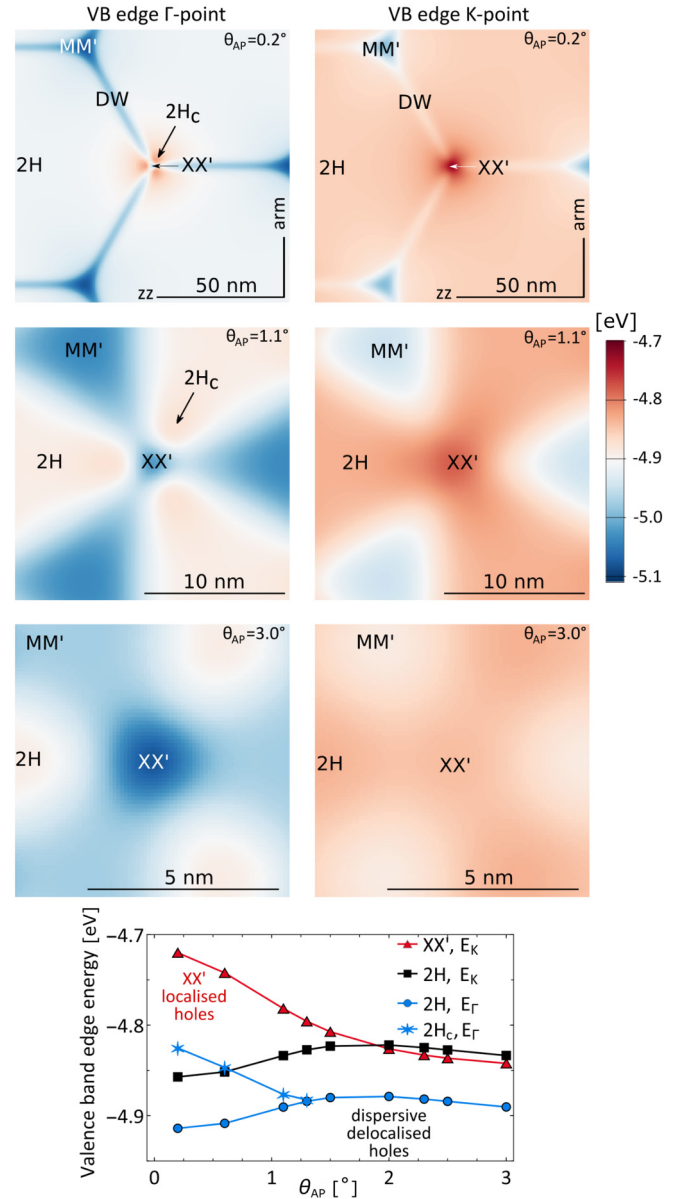 VB edge Γ-point
VB edge K-point
MM'
θAP=0.2°
DW
2HC
2H
XX'
arm
zz
50 nm
MM'
θAP=0.2°
DW
2H
XX'
arm
zz
50 nm
[eV]
-4.7
-4.8
-4.9
-5.0
-5.1
MM'
θAP=1.1°
2HC
2H
XX'
10 nm
MM'
θAP=1.1°
2H
XX'
10 nm
MM'
θAP=3.0°
2H
XX'
5 nm
MM'
θAP=3.0°
2H
XX'
5 nm
Valence band edge energy [eV]
−4.7
−4.8
−4.9
XX'
localised
holes
XX', EK
2H, EK
2H, EΓ
2Hc, EΓ
dispersive
delocalised
holes
0
1
2
3
θAP [°]